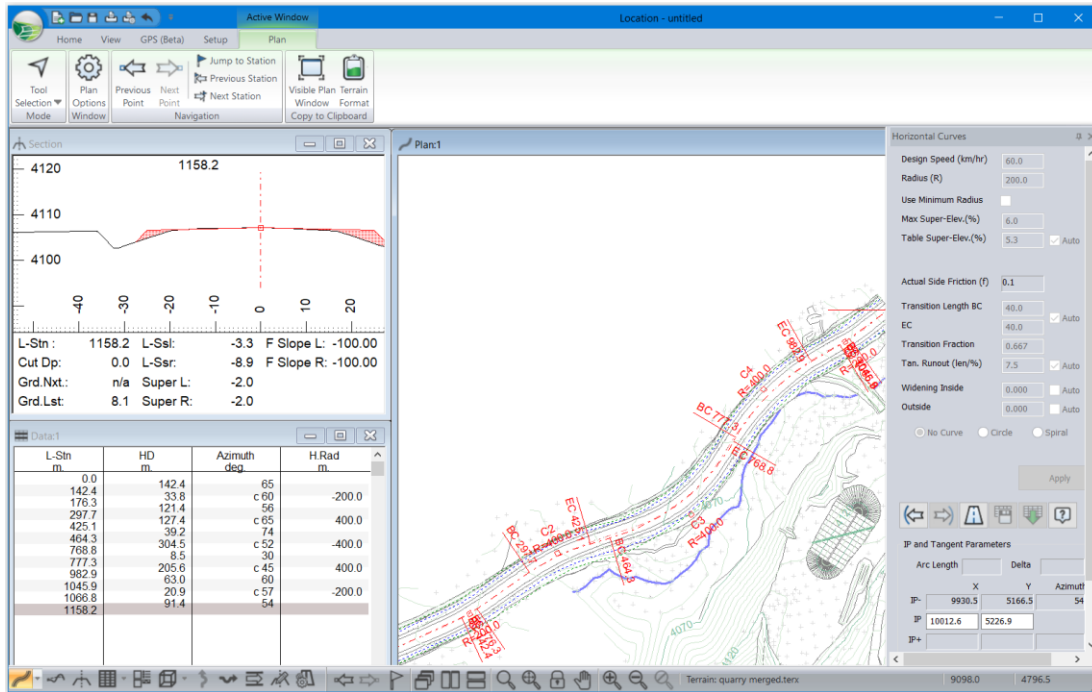 Active Window
Location - untitled
Home View GPS (Beta) Setup Plan
Tool Selection
Mode
Plan Options
Window
Previous Point
Next Point
Jump to Station
Previous Station
Next Station
Navigation
Visible Plan Window
Terrain Format
Copy to Clipboard
Section
1158.2
4120
4110
4100
-40 -30 -20 -10 0 10 20
L-Stn : 1158.2 L-Ssl: -3.3 F Slope L: -100.00
Cut Dp: 0.0 L-Ssr: -8.9 F Slope R: -100.00
Grd.Nxt.: n/a Super L: -2.0
Grd.Lst: 8.1 Super R: -2.0
Data:1
L-Stn HD Azimuth H.Rad
m. m. deg. m.
0.0
142.4 65
142.4
33.8 c 60 -200.0
176.3
121.4 56
297.7
127.4 c 65 400.0
425.1
39.2 74
464.3
304.5 c 52 -400.0
768.8
8.5 30
777.3
205.6 c 45 400.0
982.9
63.0 60
1045.9
20.9 c 57 -200.0
1066.8
91.4 54
1158.2
Plan:1
EC 982.9
C4
R=400.0
BC 777.3
EC 768.8
C3
R=400.0
EC 425.1
C2
R=400.0
BC 464.3
4070
4070
4120
Horizontal Curves
Design Speed (km/hr) 60.0
Radius (R) 200.0
Use Minimum Radius
Max Super-Elev.(%) 6.0
Table Super-Elev.(%) 5.3 Auto
Actual Side Friction (f) 0.1
Transition Length BC 40.0
Auto
EC 40.0
Transition Fraction 0.667
Tan. Runout (len/%) 7.5 Auto
Widening Inside 0.000 Auto
Outside 0.000 Auto
No Curve Circle Spiral
Apply
IP and Tangent Parameters
Arc Length Delta
X Y Azimuth
IP- 9930.5 5166.5 54
IP 10012.6 5226.9
IP+
Terrain: quarry merged.terx 9098.0 4796.5